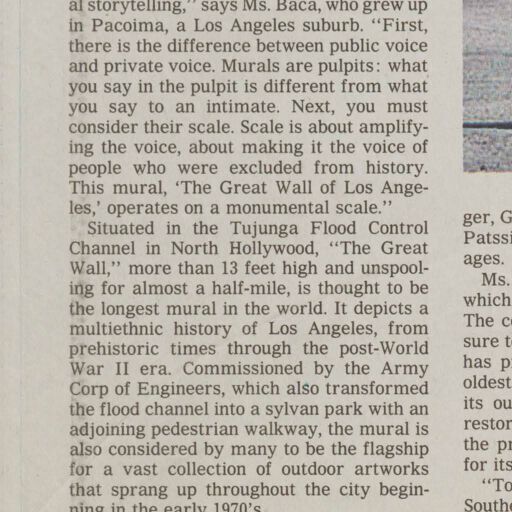 al storytelling," says Ms. Baca, who grew up
in Pacoima, a Los Angeles suburb. "First,
there is the difference between public voice
and private voice. Murals are pulpits: what
you say in the pulpit is different from what
you say to an intimate. Next, you must
consider their scale. Scale is about amplify-
ing the voice, about making it the voice of
people who were excluded from history.
This mural, 'The Great Wall of Los Ange-
les,' operates on a monumental scale."
Situated in the Tujunga Flood Control
Channel in North Hollywood, "The Great
Wall," more than 13 feet high and unspool-
ing for almost a half-mile, is thought to be
the longest mural in the world. It depicts a
multiethnic history of Los Angeles, from
prehistoric times through the post-World
War II era. Commissioned by the Army
Corp of Engineers, which also transformed
the flood channel into a sylvan park with an
adjoining pedestrian walkway, the mural is
also considered by many to be the flagship
for a vast collection of outdoor artworks
that sprang up throughout the city begin-
ning in the early 1970's.
ger, G
Patssi
ages.
Ms.
which
The c
sure t
has p
oldest
its ou
restor
the pr
for its
"To
Southe